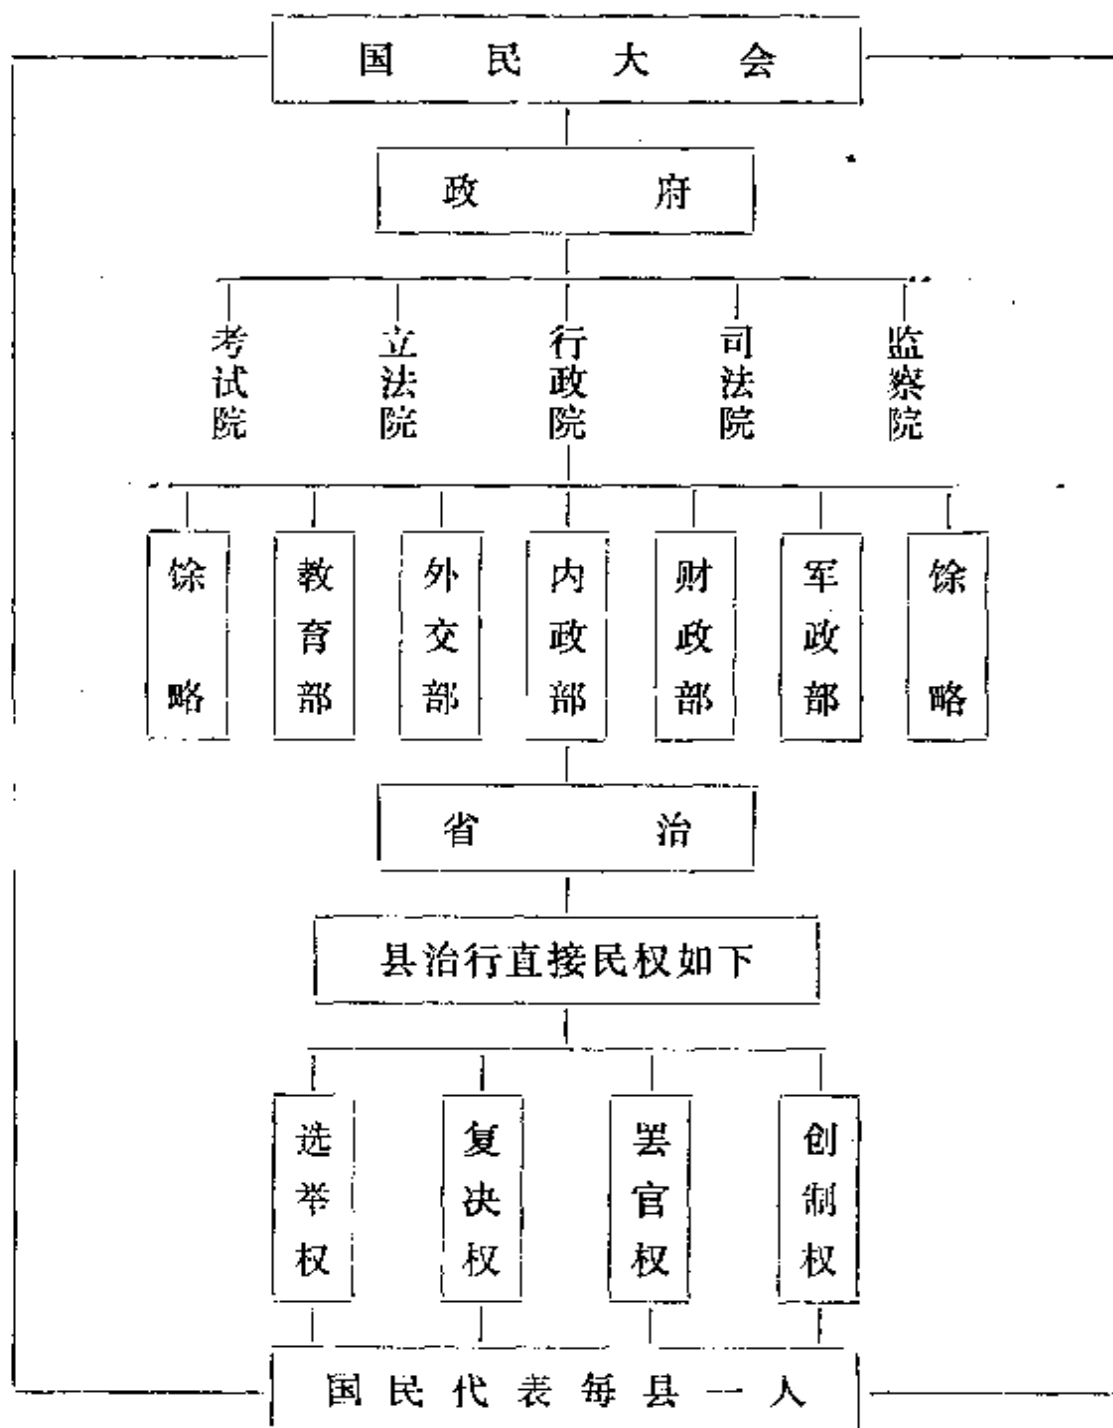 国民大会
政府
考试院
立法院
行政院
司法院
监察院
馀略
教育部
外交部
内政部
财政部
军政部
馀略
省治
县治行直接民权如下
选举权
复决权
罢官权
创制权
国民代表每县一人